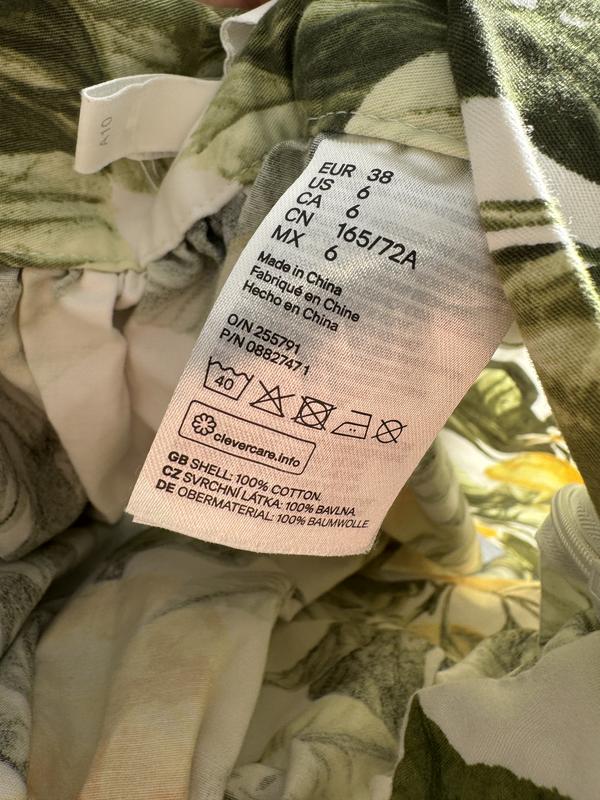 A10
EUR 38
US 6
CA 6
CN 165/72A
MX 6
Made in China
Fabriqué en Chine
Hecho en China
O/N 255791
P/N 08827471
40
clevercare.info
GB SHELL: 100% COTTON.
CZ SVRCHNÍ LÁTKA: 100% BAVLNA.
DE OBERMATERIAL: 100% BAUMWOLLE.